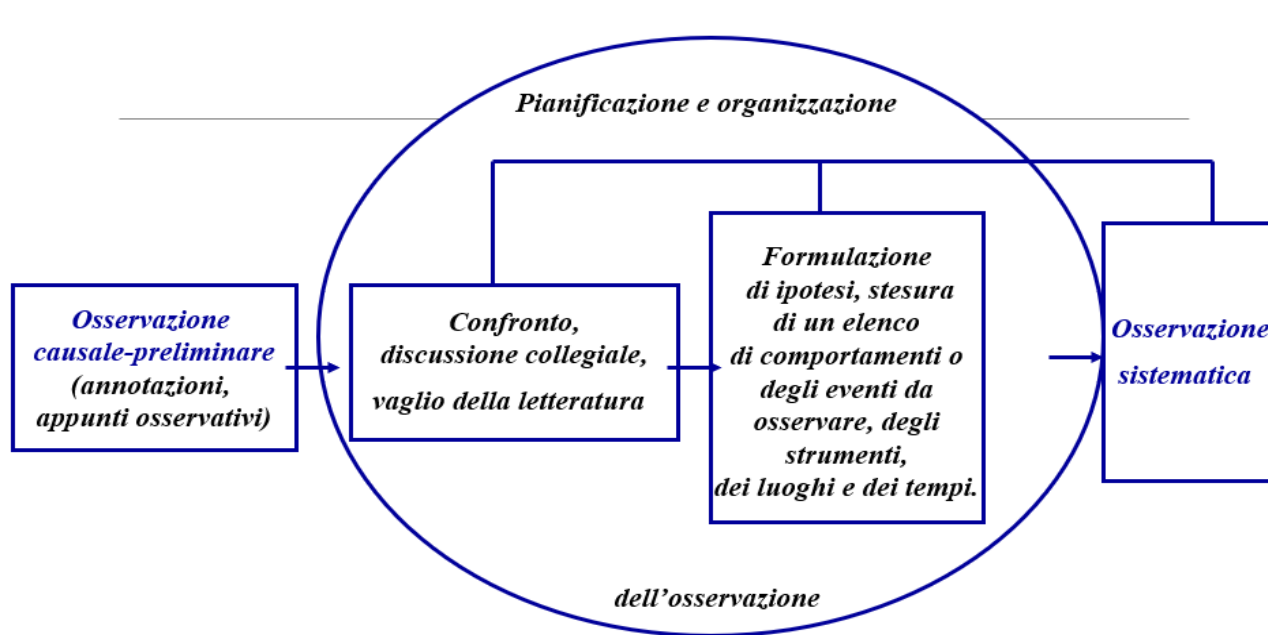 Pianificazione e organizzazione
Osservazione
causale-preliminare
(annotazioni,
appunti osservativi)
Confronto,
discussione collegiale,
vaglio della letteratura
Formulazione
di ipotesi, stesura
di un elenco
di comportamenti o
degli eventi da
osservare, degli
strumenti,
dei luoghi e dei tempi.
Osservazione
sistematica
dell’osservazione